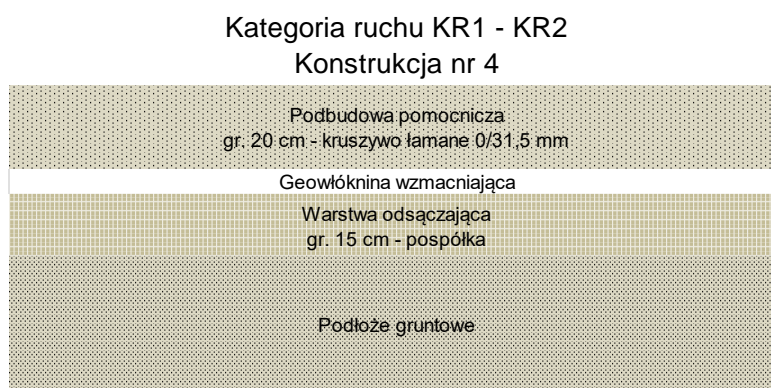 Kategoria ruchu KR1 - KR2
Konstrukcja nr 4
Podbudowa pomocnicza
gr. 20 cm - kruszywo łamane 0/31,5 mm
Geowłóknina wzmacniająca
Warstwa odsączająca
gr. 15 cm - pospółka
Podłoże gruntowe